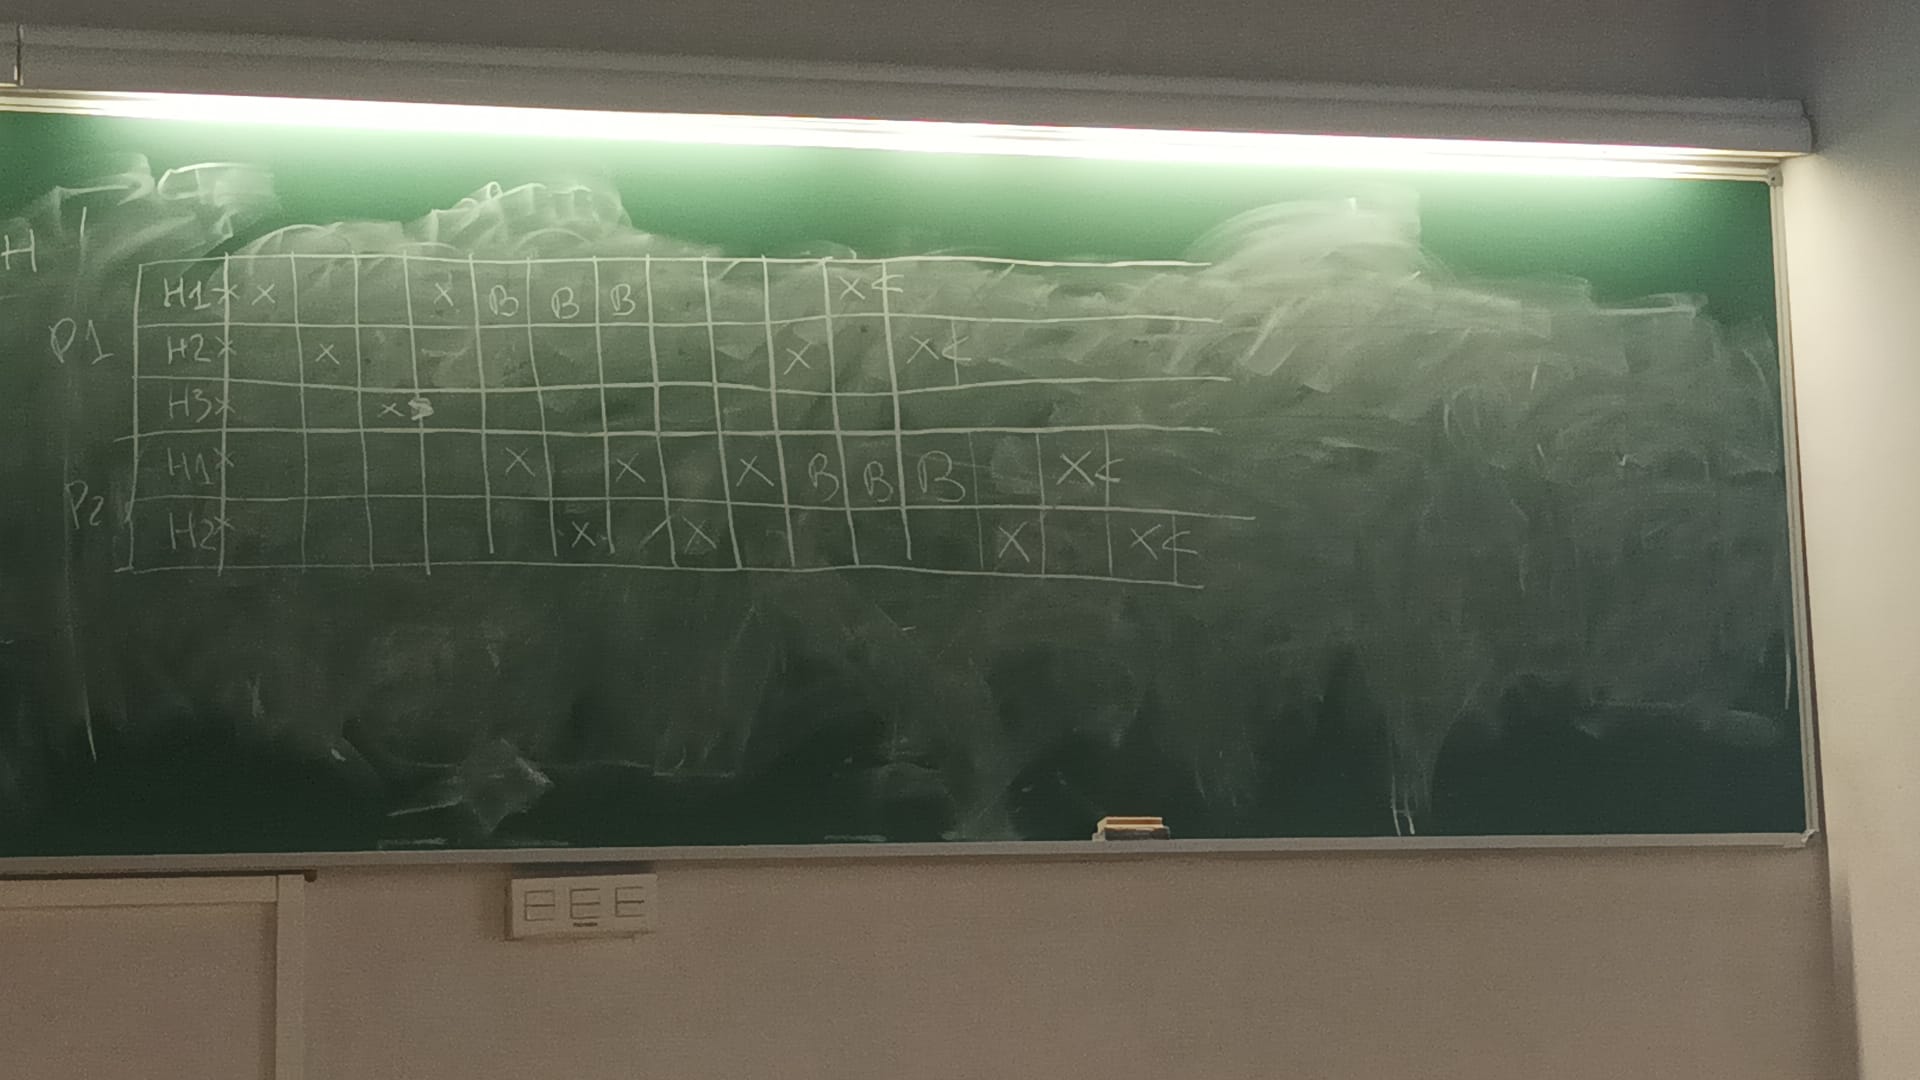 H
H1 X X X B B B X <
P1
H2 X X X X <
H3 X X
H1 X X X X B B B X <
P2
H2 X X X X X <